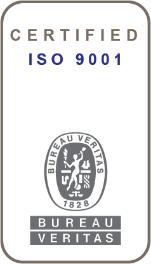 CERTIFIED
ISO 9001
BUREAU VERITAS
1828
BUREAU
VERITAS